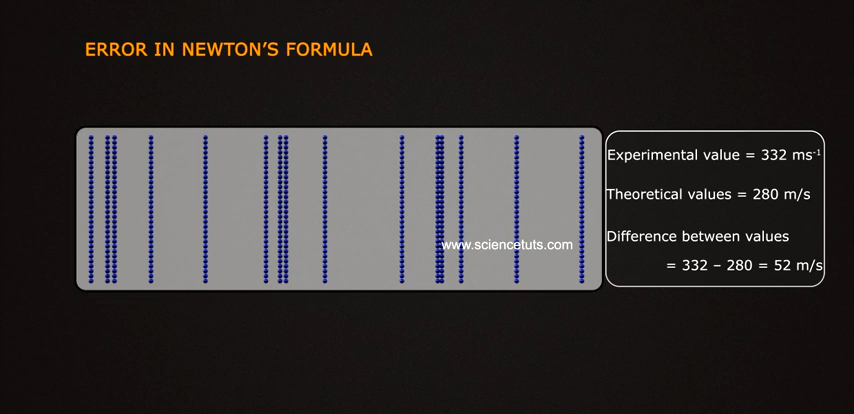 ERROR IN NEWTON’S FORMULA
Experimental value = 332 ms⁻¹
Theoretical values = 280 m/s
Difference between values
= 332 – 280 = 52 m/s
www.sciencetuts.com